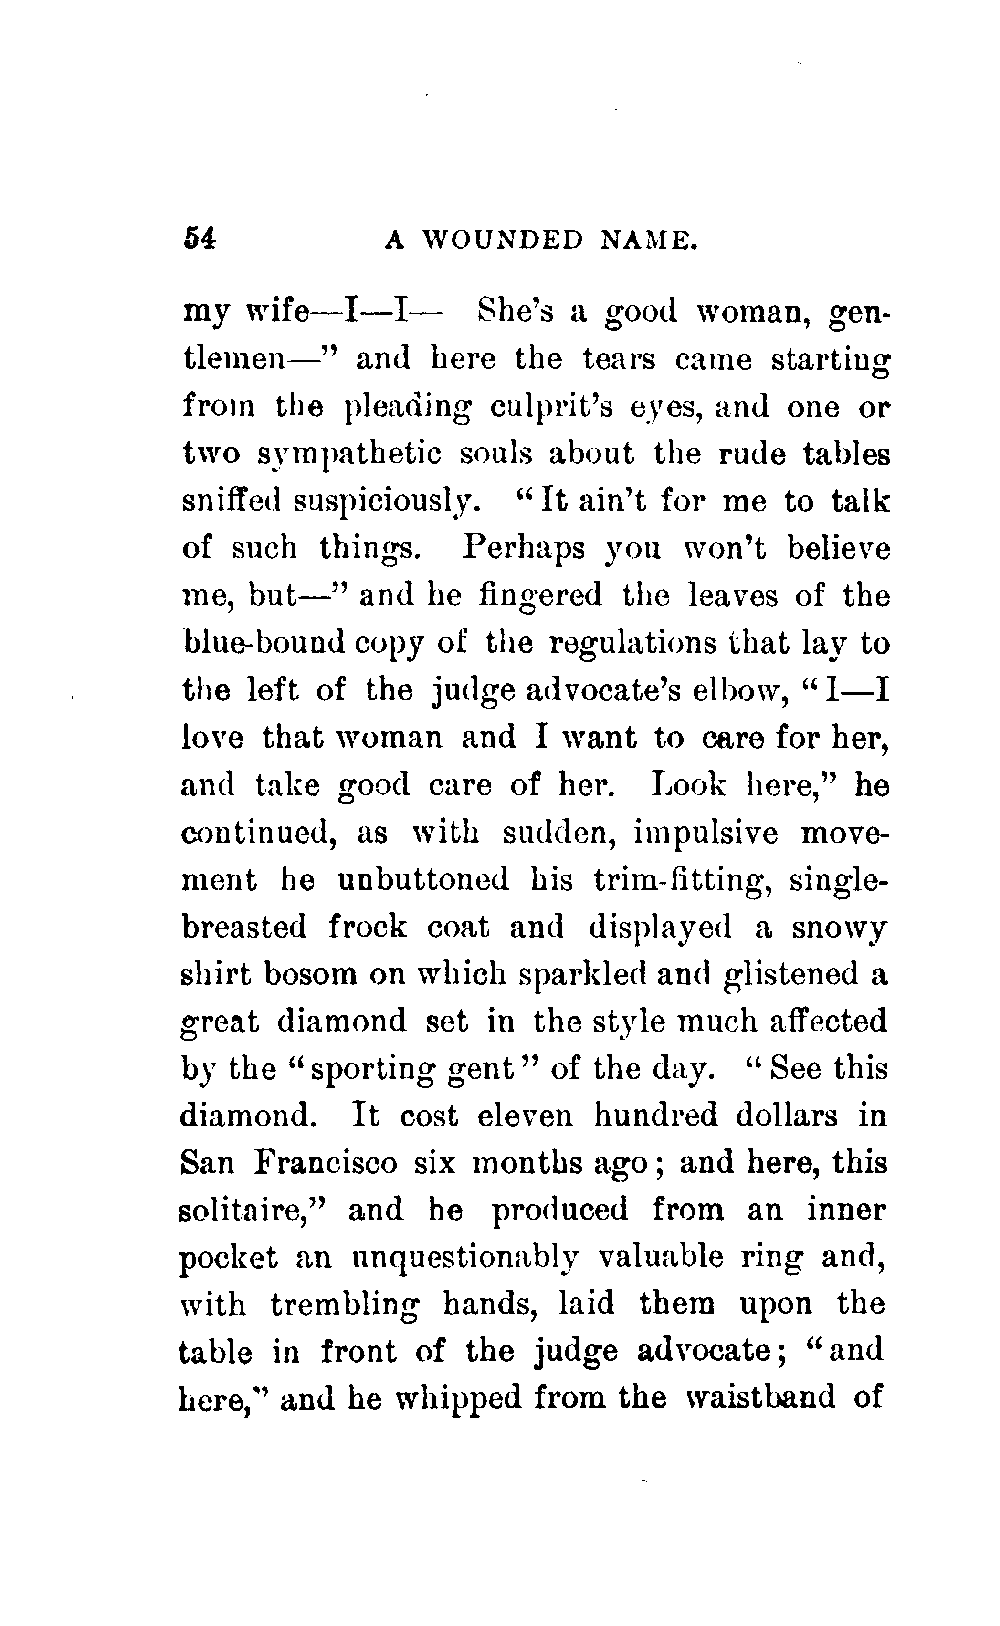 54 A WOUNDED NAME.
my wife—I—I— She's a good woman, gen-
tlemen—" and here the tears came starting
from the pleading culprit's eyes, and one or
two sympathetic souls about the rude tables
sniffed suspiciously. "It ain't for me to talk
of such things. Perhaps you won't believe
me, but—" and he fingered the leaves of the
blue-bound copy of the regulations that lay to
the left of the judge advocate's elbow, "I—I
love that woman and I want to care for her,
and take good care of her. Look here," he
continued, as with sudden, impulsive move-
ment he unbuttoned his trim-fitting, single-
breasted frock coat and displayed a snowy
shirt bosom on which sparkled and glistened a
great diamond set in the style much affected
by the "sporting gent" of the day. "See this
diamond. It cost eleven hundred dollars in
San Francisco six months ago; and here, this
solitaire," and he produced from an inner
pocket an unquestionably valuable ring and,
with trembling hands, laid them upon the
table in front of the judge advocate; "and
here," and he whipped from the waistband of